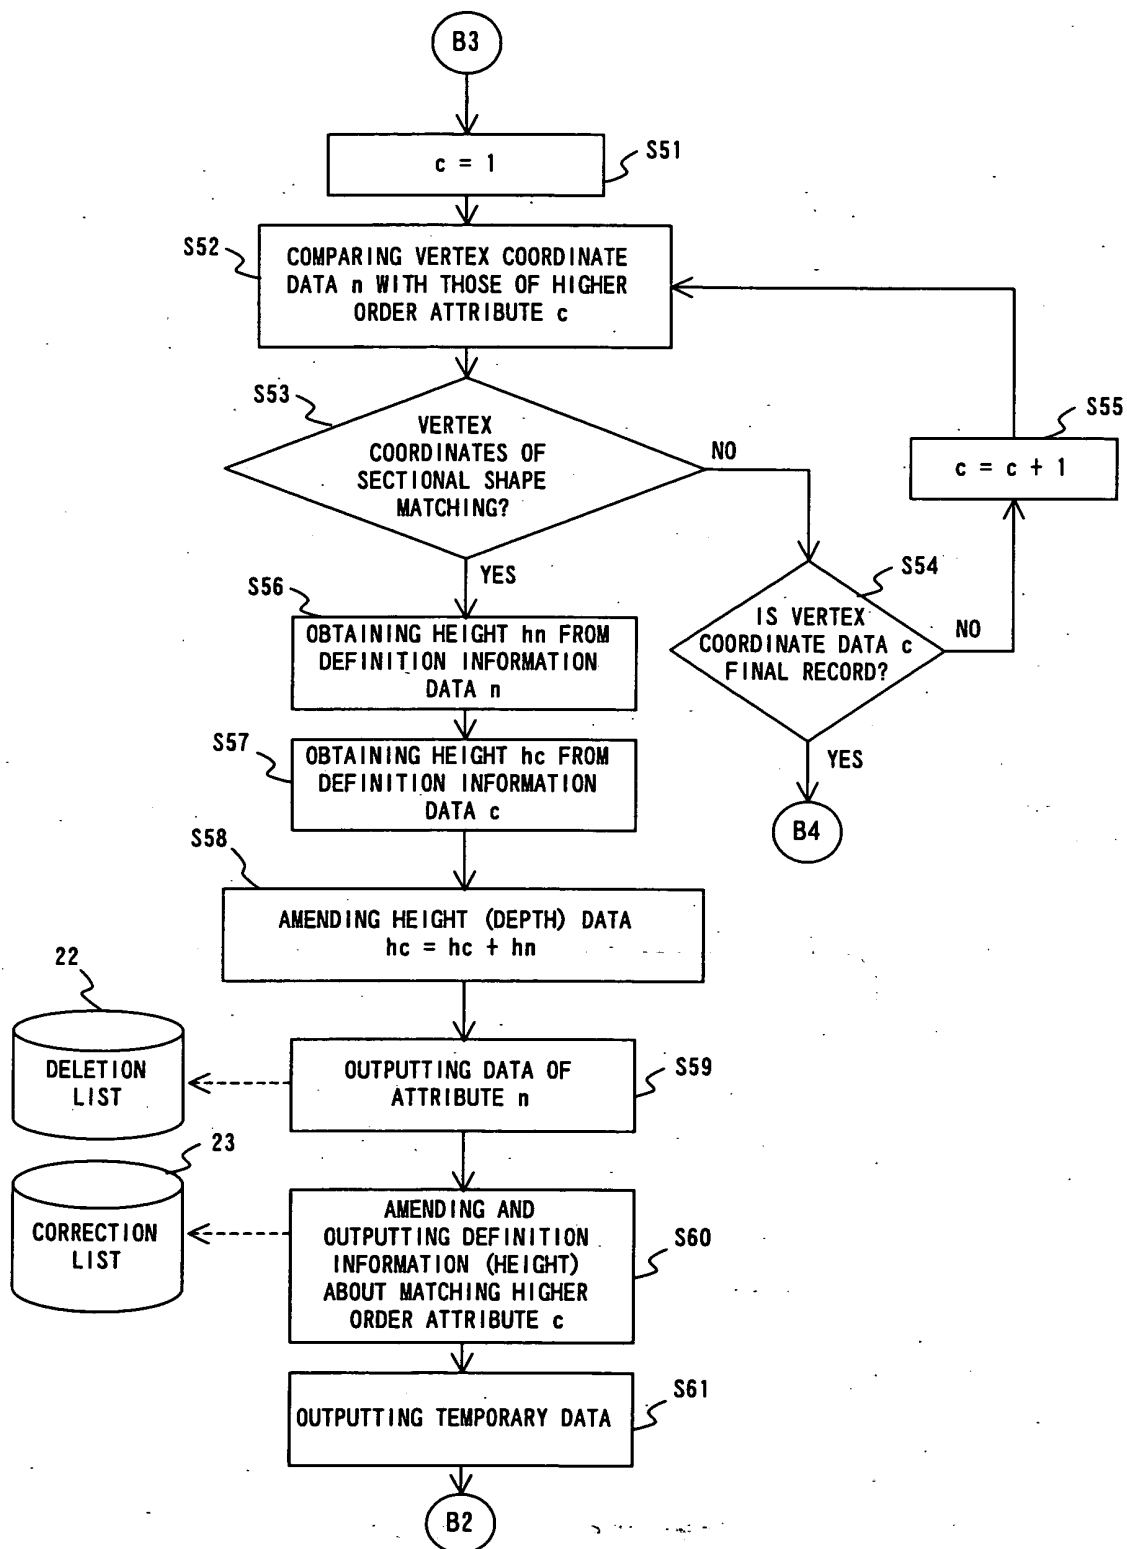 B3
c = 1
S51
S52
COMPARING VERTEX COORDINATE
DATA n WITH THOSE OF HIGHER
ORDER ATTRIBUTE c
S53
VERTEX
COORDINATES OF
SECTIONAL SHAPE
MATCHING?
NO
S55
c = c + 1
YES
S54
IS VERTEX
COORDINATE DATA c
FINAL RECORD?
NO
YES
B4
S56
OBTAINING HEIGHT hn FROM
DEFINITION INFORMATION
DATA n
S57
OBTAINING HEIGHT hc FROM
DEFINITION INFORMATION
DATA c
S58
AMENDING HEIGHT (DEPTH) DATA
hc = hc + hn
22
DELETION
LIST
OUTPUTTING DATA OF
ATTRIBUTE n
S59
23
CORRECTION
LIST
AMENDING AND
OUTPUTTING DEFINITION
INFORMATION (HEIGHT)
ABOUT MATCHING HIGHER
ORDER ATTRIBUTE c
S60
OUTPUTTING TEMPORARY DATA
S61
B2